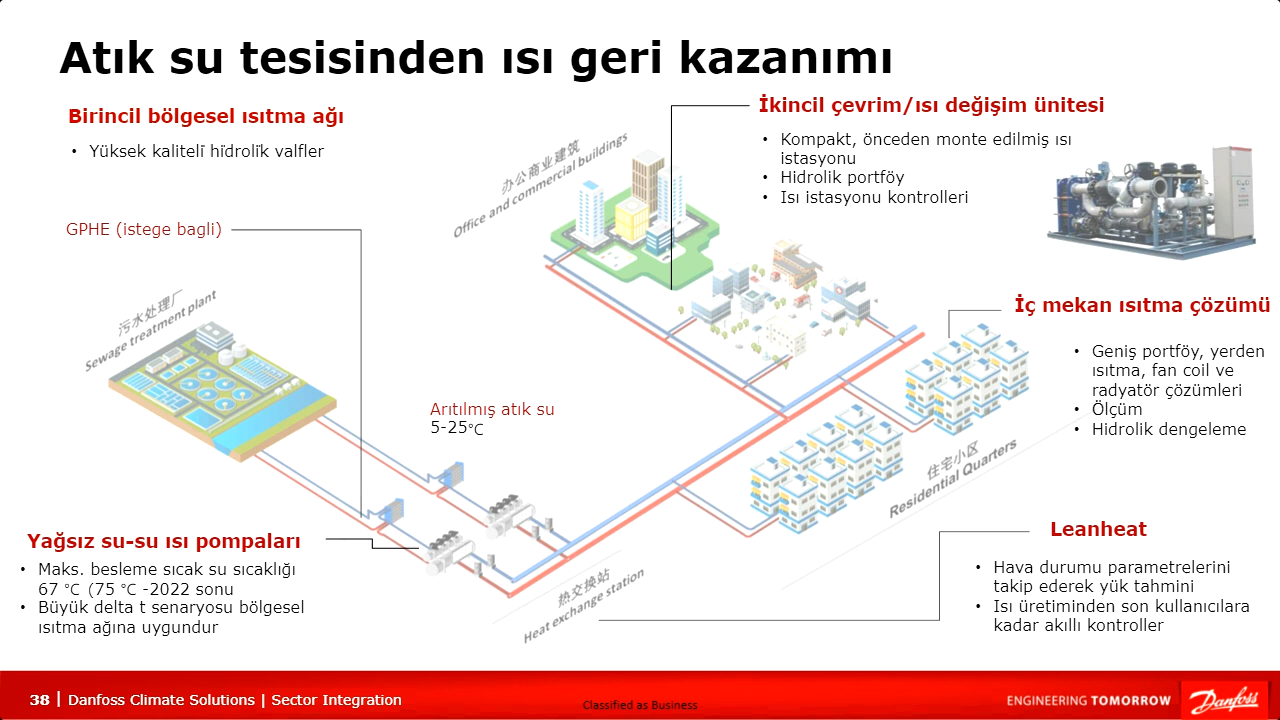 Atık su tesisinden ısı geri kazanımı
Birincil bölgesel ısıtma ağı
• Yüksek kaliteli hidrolik valfler
GPHE (istege bagli)
İkincil çevrim/ısı değişim ünitesi
• Kompakt, önceden monte edilmiş ısı
istasyonu
• Hidrolik portföy
• Isı istasyonu kontrolleri
办公商业建筑
Office and commercial buildings
污水处理厂
Sewage treatment plant
İç mekan ısıtma çözümü
• Geniş portföy, yerden
ısıtma, fan coil ve
radyatör çözümleri
• Ölçüm
• Hidrolik dengeleme
Arıtılmış atık su
5-25°C
住宅小区
Residential Quarters
Yağsız su-su ısı pompaları
• Maks. besleme sıcak su sıcaklığı
67 °C (75 °C -2022 sonu
• Büyük delta t senaryosu bölgesel
ısıtma ağına uygundur
热交换站
Heat exchange station
Leanheat
• Hava durumu parametrelerini
takip ederek yük tahmini
• Isı üretiminden son kullanıcılara
kadar akıllı kontroller
38 | Danfoss Climate Solutions | Sector Integration
Classified as Business
ENGINEERING TOMORROW
Danfoss